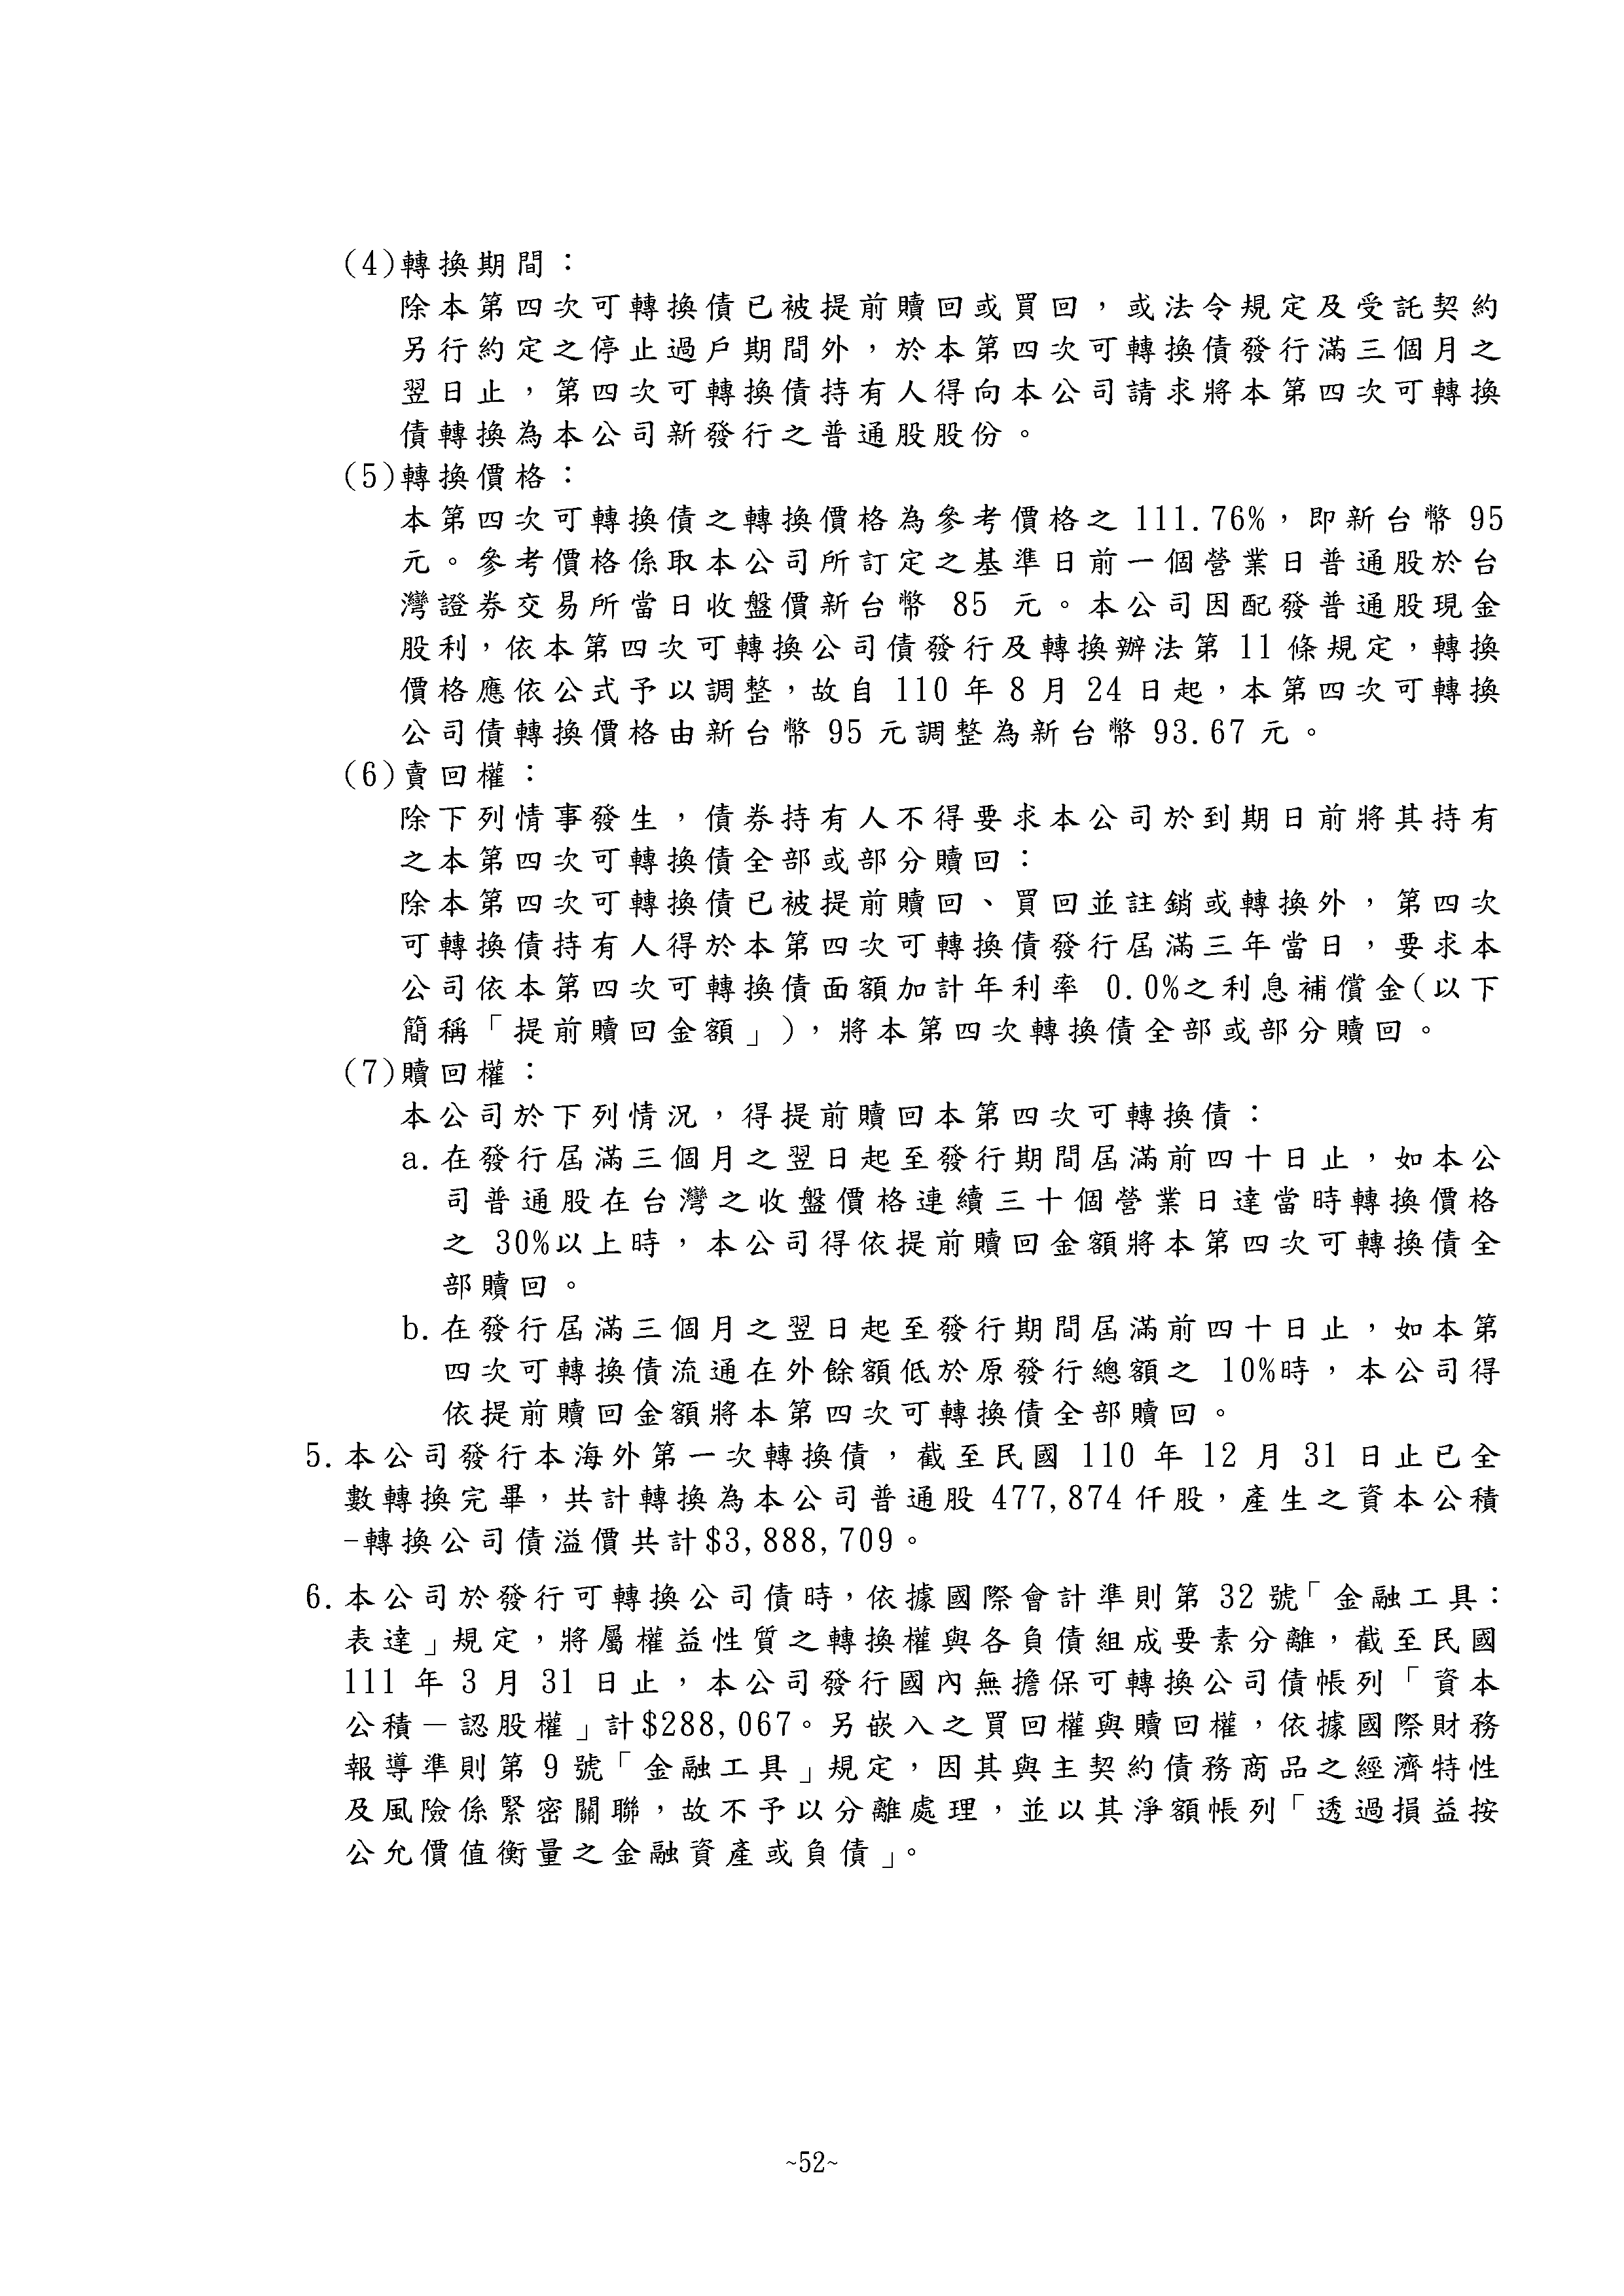 (4)轉換期間：
除本第四次可轉換債已被提前贖回或買回，或法令規定及受託契約
另行約定之停止過戶期間外，於本第四次可轉換債發行滿三個月之
翌日止，第四次可轉換債持有人得向本公司請求將本第四次可轉換
債轉換為本公司新發行之普通股股份。
(5)轉換價格：
本第四次可轉換債之轉換價格為參考價格之 111.76%，即新台幣 95
元。參考價格係取本公司所訂定之基準日前一個營業日普通股於台
灣證券交易所當日收盤價新台幣 85 元。本公司因配發普通股現金
股利，依本第四次可轉換公司債發行及轉換辦法第 11 條規定，轉換
價格應依公式予以調整，故自 110 年 8 月 24 日起，本第四次可轉換
公司債轉換價格由新台幣 95 元調整為新台幣 93.67 元。
(6)賣回權：
除下列情事發生，債券持有人不得要求本公司於到期日前將其持有
之本第四次可轉換債全部或部分贖回：
除本第四次可轉換債已被提前贖回、買回並註銷或轉換外，第四次
可轉換債持有人得於本第四次可轉換債發行屆滿三年當日，要求本
公司依本第四次可轉換債面額加計年利率 0.0%之利息補償金(以下
簡稱「提前贖回金額」)，將本第四次轉換債全部或部分贖回。
(7)贖回權：
本公司於下列情況，得提前贖回本第四次可轉換債：
a.在發行屆滿三個月之翌日起至發行期間屆滿前四十日止，如本公
司普通股在台灣之收盤價格連續三十個營業日達當時轉換價格
之 30%以上時，本公司得依提前贖回金額將本第四次可轉換債全
部贖回。
b.在發行屆滿三個月之翌日起至發行期間屆滿前四十日止，如本第
四次可轉換債流通在外餘額低於原發行總額之 10%時，本公司得
依提前贖回金額將本第四次可轉換債全部贖回。
5.本公司發行本海外第一次轉換債，截至民國 110 年 12 月 31 日止已全
數轉換完畢，共計轉換為本公司普通股 477,874 仟股，產生之資本公積
-轉換公司債溢價共計$3,888,709。
6.本公司於發行可轉換公司債時，依據國際會計準則第 32 號「金融工具：
表達」規定，將屬權益性質之轉換權與各負債組成要素分離，截至民國
111 年 3 月 31 日止，本公司發行國內無擔保可轉換公司債帳列「資本
公積－認股權」計$288,067。另嵌入之買回權與贖回權，依據國際財務
報導準則第 9 號「金融工具」規定，因其與主契約債務商品之經濟特性
及風險係緊密關聯，故不予以分離處理，並以其淨額帳列「透過損益按
公允價值衡量之金融資產或負債」。
~52~